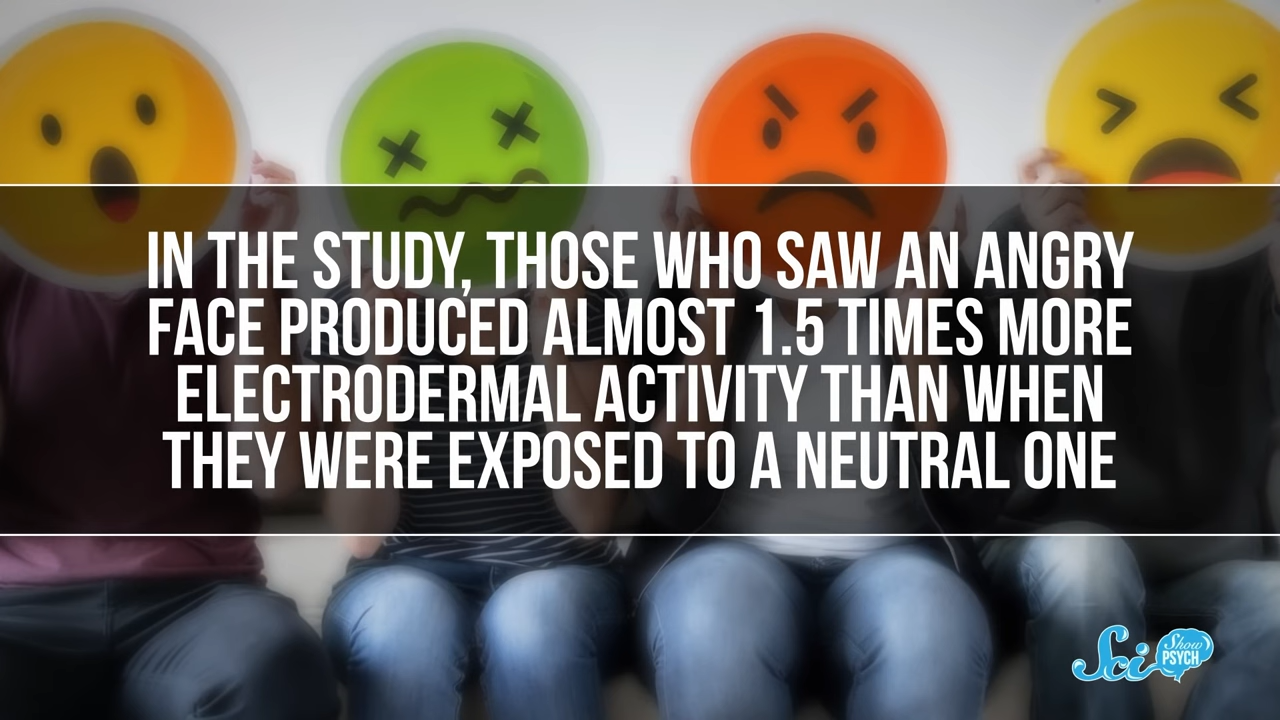 IN THE STUDY, THOSE WHO SAW AN ANGRY
FACE PRODUCED ALMOST 1.5 TIMES MORE
ELECTRODERMAL ACTIVITY THAN WHEN
THEY WERE EXPOSED TO A NEUTRAL ONE
Sci Show
PSYCH